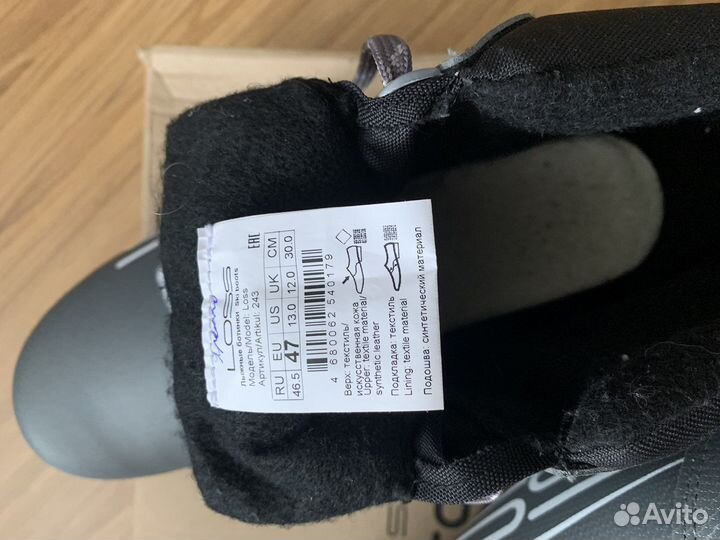 LOSS
Лыжные ботинки Ski boots
Модель/Model: Loss
Артикул/Artikul: 243
EAC
RU EU US UK CM
46.5 47 13.0 12.0 30.0
4 680062 540179
Верх: текстиль/
искусственная кожа
Upper: textile material/
synthetic leather
Подкладка: текстиль
Lining: textile material
Подошва: синтетический материал
Avito